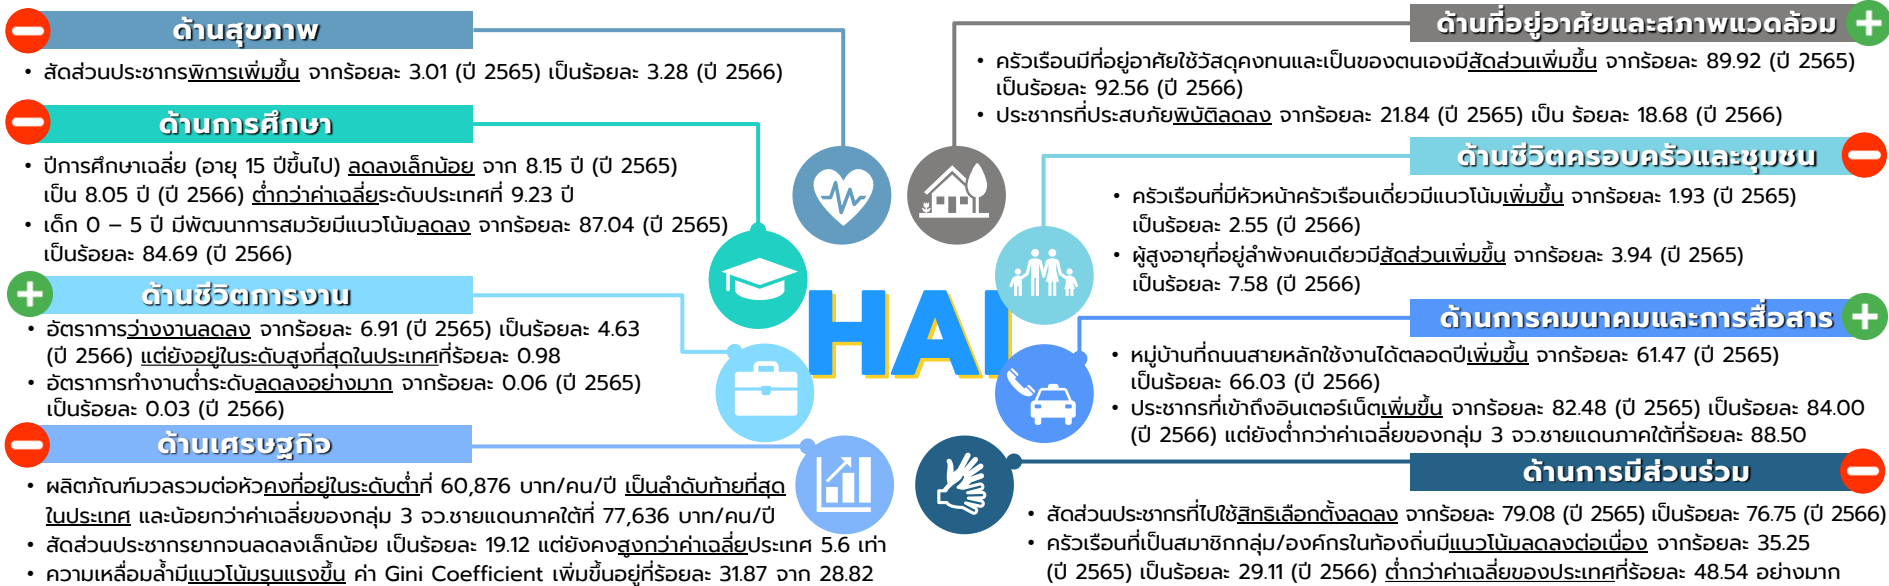 ด้านสุขภาพ
• สัดส่วนประชากรพิการเพิ่มขึ้น จากร้อยละ 3.01 (ปี 2565) เป็นร้อยละ 3.28 (ปี 2566)
ด้านการศึกษา
• ปีการศึกษาเฉลี่ย (อายุ 15 ปีขึ้นไป) ลดลงเล็กน้อย จาก 8.15 ปี (ปี 2565)
เป็น 8.05 ปี (ปี 2566) ต่ำกว่าค่าเฉลี่ยระดับประเทศที่ 9.23 ปี
• เด็ก 0 – 5 ปี มีพัฒนาการสมวัยมีแนวโน้มลดลง จากร้อยละ 87.04 (ปี 2565)
เป็นร้อยละ 84.69 (ปี 2566)
ด้านชีวิตการงาน
• อัตราการว่างงานลดลง จากร้อยละ 6.91 (ปี 2565) เป็นร้อยละ 4.63
(ปี 2566) แต่ยังอยู่ในระดับสูงที่สุดในประเทศที่ร้อยละ 0.98
• อัตราการทำงานต่ำระดับลดลงอย่างมาก จากร้อยละ 0.06 (ปี 2565)
เป็นร้อยละ 0.03 (ปี 2566)
ด้านเศรษฐกิจ
• ผลิตภัณฑ์มวลรวมต่อหัวคงที่อยู่ในระดับต่ำที่ 60,876 บาท/คน/ปี เป็นลำดับท้ายที่สุด
ในประเทศ และน้อยกว่าค่าเฉลี่ยของกลุ่ม 3 จว.ชายแดนภาคใต้ที่ 77,636 บาท/คน/ปี
• สัดส่วนประชากรยากจนลดลงเล็กน้อย เป็นร้อยละ 19.12 แต่ยังคงสูงกว่าค่าเฉลี่ยประเทศ 5.6 เท่า
• ความเหลื่อมล้ำมีแนวโน้มรุนแรงขึ้น ค่า Gini Coefficient เพิ่มขึ้นอยู่ที่ร้อยละ 31.87 จาก 28.82
HAI
ด้านที่อยู่อาศัยและสภาพแวดล้อม
• ครัวเรือนมีที่อยู่อาศัยใช้วัสดุคงทนและเป็นของตนเองมีสัดส่วนเพิ่มขึ้น จากร้อยละ 89.92 (ปี 2565)
เป็นร้อยละ 92.56 (ปี 2566)
• ประชากรที่ประสบภัยพิบัติลดลง จากร้อยละ 21.84 (ปี 2565) เป็น ร้อยละ 18.68 (ปี 2566)
ด้านชีวิตครอบครัวและชุมชน
• ครัวเรือนที่มีหัวหน้าครัวเรือนเดี่ยวมีแนวโน้มเพิ่มขึ้น จากร้อยละ 1.93 (ปี 2565)
เป็นร้อยละ 2.55 (ปี 2566)
• ผู้สูงอายุที่อยู่ลำพังคนเดียวมีสัดส่วนเพิ่มขึ้น จากร้อยละ 3.94 (ปี 2565)
เป็นร้อยละ 7.58 (ปี 2566)
ด้านการคมนาคมและการสื่อสาร
• หมู่บ้านที่ถนนสายหลักใช้งานได้ตลอดปีเพิ่มขึ้น จากร้อยละ 61.47 (ปี 2565)
เป็นร้อยละ 66.03 (ปี 2566)
• ประชากรที่เข้าถึงอินเตอร์เน็ตเพิ่มขึ้น จากร้อยละ 82.48 (ปี 2565) เป็นร้อยละ 84.00
(ปี 2566) แต่ยังต่ำกว่าค่าเฉลี่ยของกลุ่ม 3 จว.ชายแดนภาคใต้ที่ร้อยละ 88.50
ด้านการมีส่วนร่วม
• สัดส่วนประชากรที่ไปใช้สิทธิเลือกตั้งลดลง จากร้อยละ 79.08 (ปี 2565) เป็นร้อยละ 76.75 (ปี 2566)
• ครัวเรือนที่เป็นสมาชิกกลุ่ม/องค์กรในท้องถิ่นมีแนวโน้มลดลงต่อเนื่อง จากร้อยละ 35.25
(ปี 2565) เป็นร้อยละ 29.11 (ปี 2566) ต่ำกว่าค่าเฉลี่ยของประเทศที่ร้อยละ 48.54 อย่างมาก